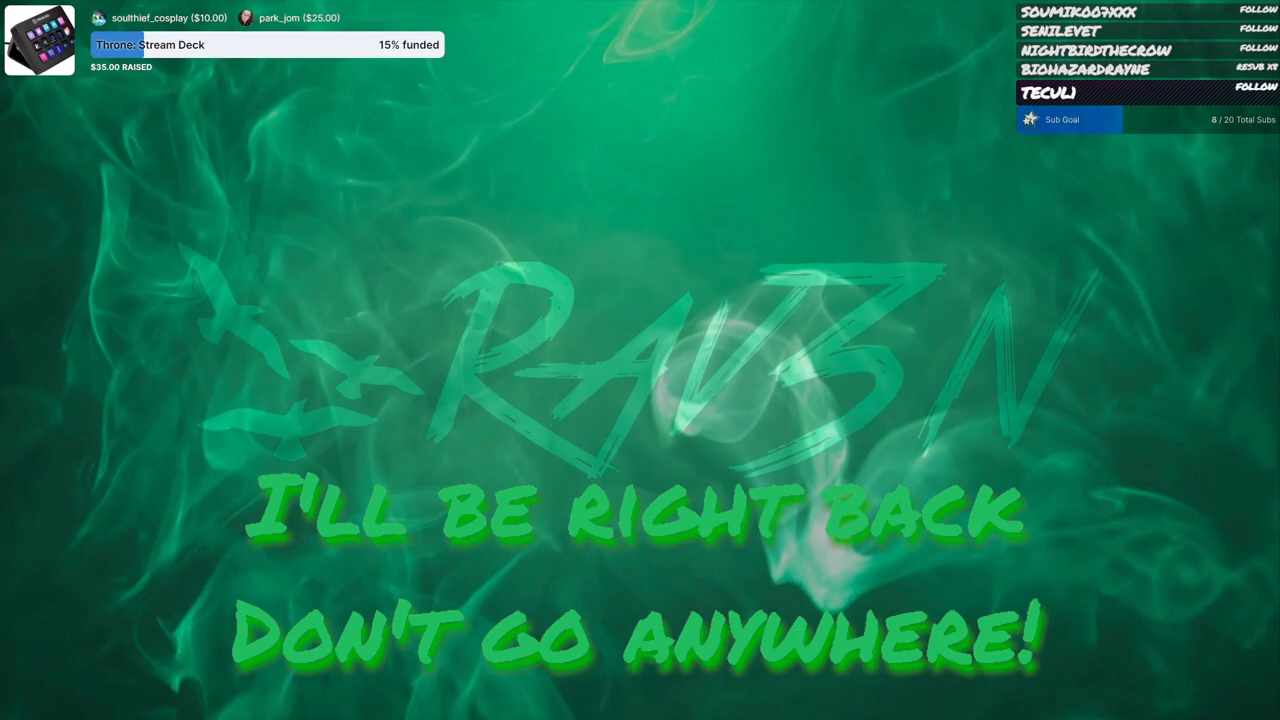 soulthief_cosplay ($10.00) park_jom ($25.00)
Throne: Stream Deck 15% funded
$35.00 RAISED
SOUMIK007XXX FOLLOW
SENILEVET FOLLOW
NIGHTBIRDTHECROW FOLLOW
BIOHAZARDRAYNE RESUB X8
TECULI FOLLOW
Sub Goal 8 / 20 Total Subs
RAV3N
I'LL BE RIGHT BACK
DON'T GO ANYWHERE!